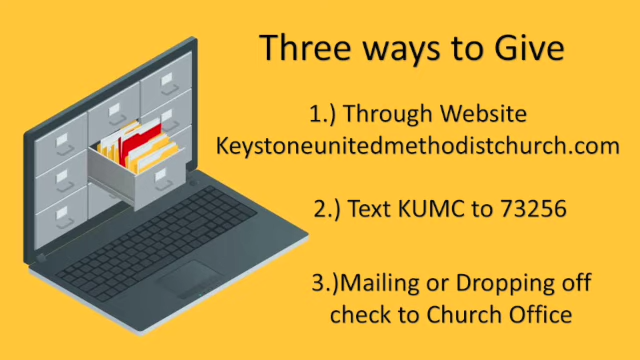 Three ways to Give
1.) Through Website
Keystoneunitedmethodistchurch.com
2.) Text KUMC to 73256
3.)Mailing or Dropping off
check to Church Office